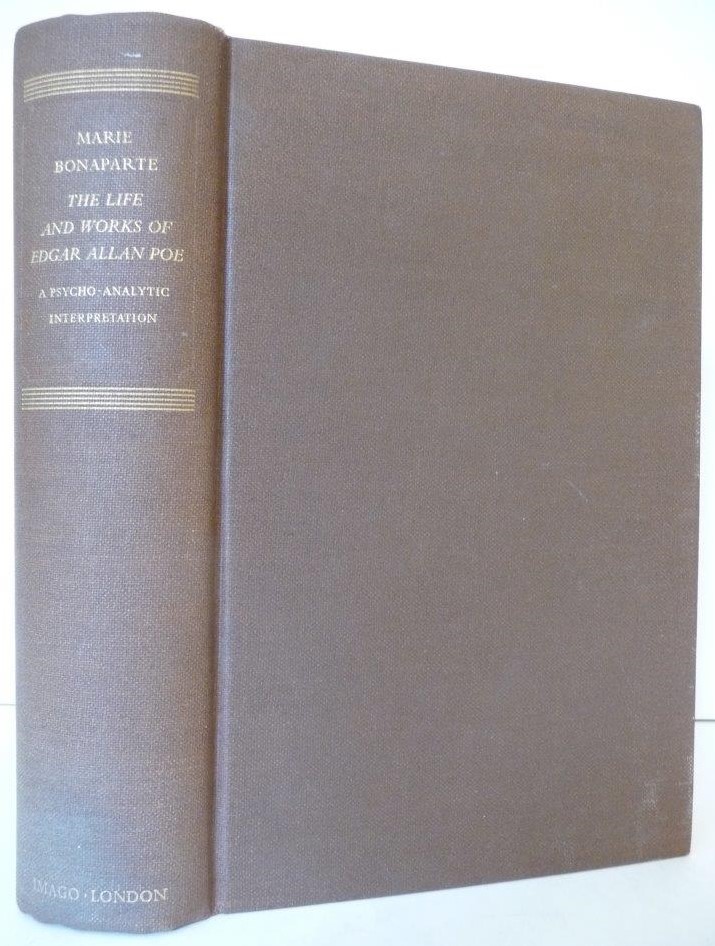 MARIE
BONAPARTE
THE LIFE
AND WORKS OF
EDGAR ALLAN POE
A PSYCHO-ANALYTIC
INTERPRETATION
IMAGO·LONDON